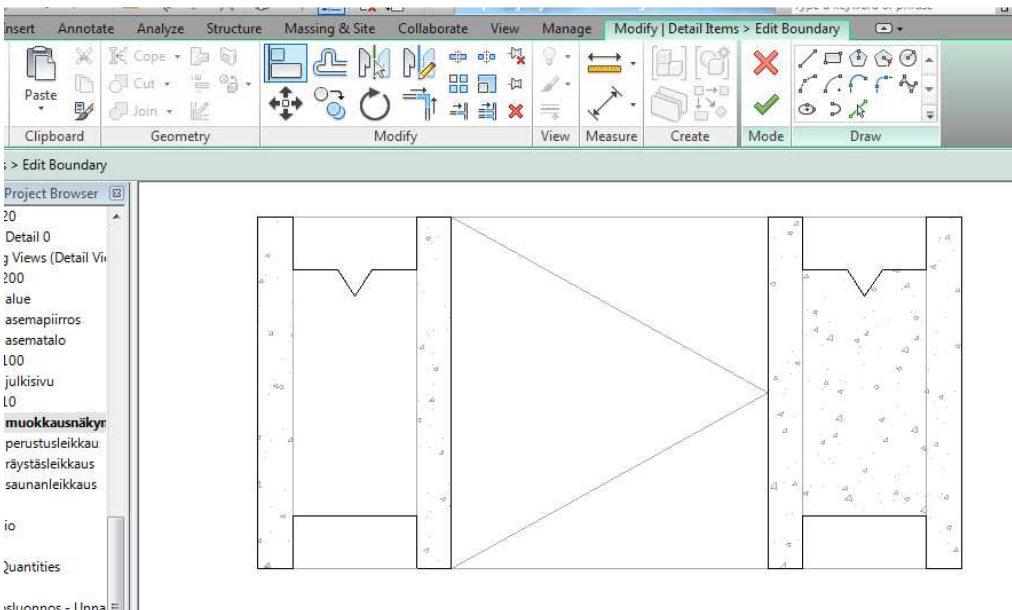 Insert Annotate Analyze Structure Massing & Site Collaborate View Manage Modify | Detail Items > Edit Boundary
Cope
Cut
Paste
Join
Clipboard Geometry Modify View Measure Create Mode Draw
> Edit Boundary
Project Browser
20
Detail 0
g Views (Detail Vi
200
alue
asemapiirros
asematalo
100
julkisivu
10
muokkausnäkyn
perustusleikkau
räystäsleikkaus
saunanleikkaus
io
Quantities